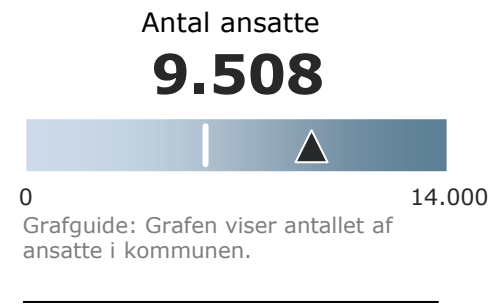 Antal ansatte
9.508
0 14.000
Grafguide: Grafen viser antallet af
ansatte i kommunen.